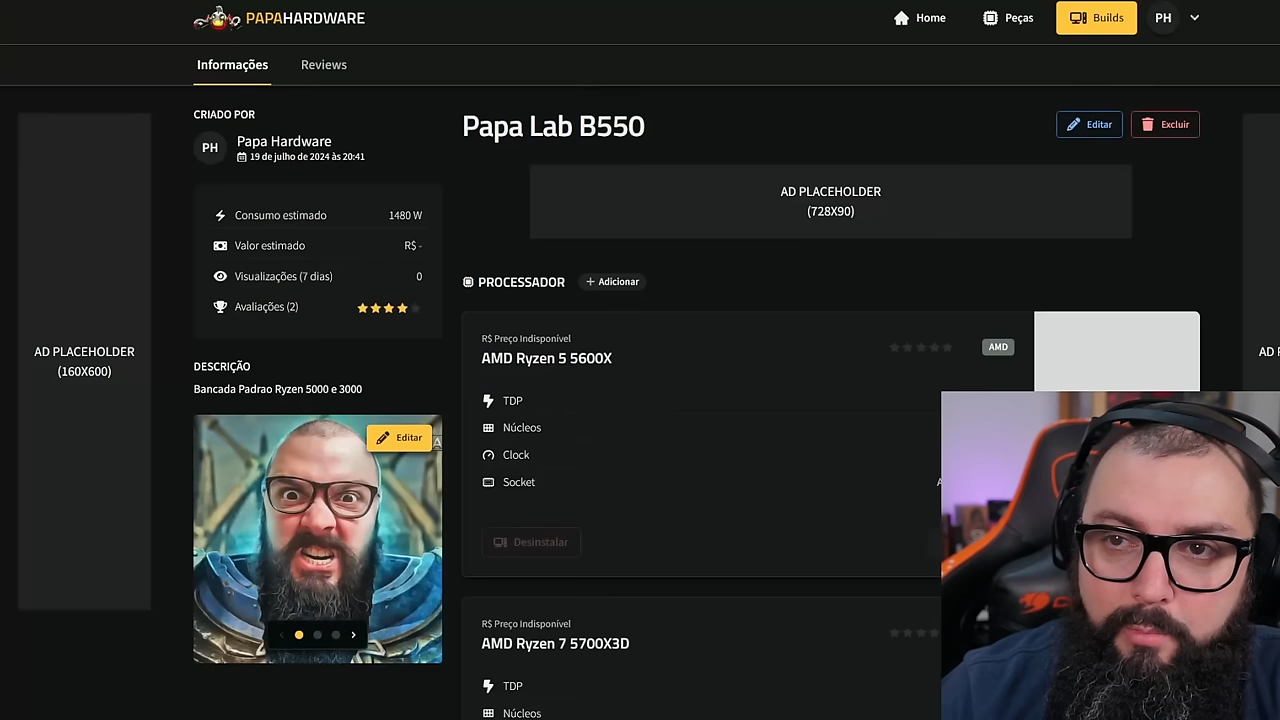 PAPAHARDWARE
Home
Peças
Builds
PH
Informações
Reviews
CRIADO POR
PH
Papa Hardware
19 de julho de 2024 às 20:41
Consumo estimado
1480 W
Valor estimado
R$ -
Visualizações (7 dias)
0
Avaliações (2)
DESCRIÇÃO
Bancada Padrao Ryzen 5000 e 3000
Editar
AD PLACEHOLDER
(160X600)
Papa Lab B550
Editar
Excluir
AD PLACEHOLDER
(728X90)
PROCESSADOR
+ Adicionar
R$ Preço Indisponível
AMD Ryzen 5 5600X
AMD
TDP
Núcleos
Clock
Socket
A
Desinstalar
R$ Preço Indisponível
AMD Ryzen 7 5700X3D
TDP
Núcleos
AD